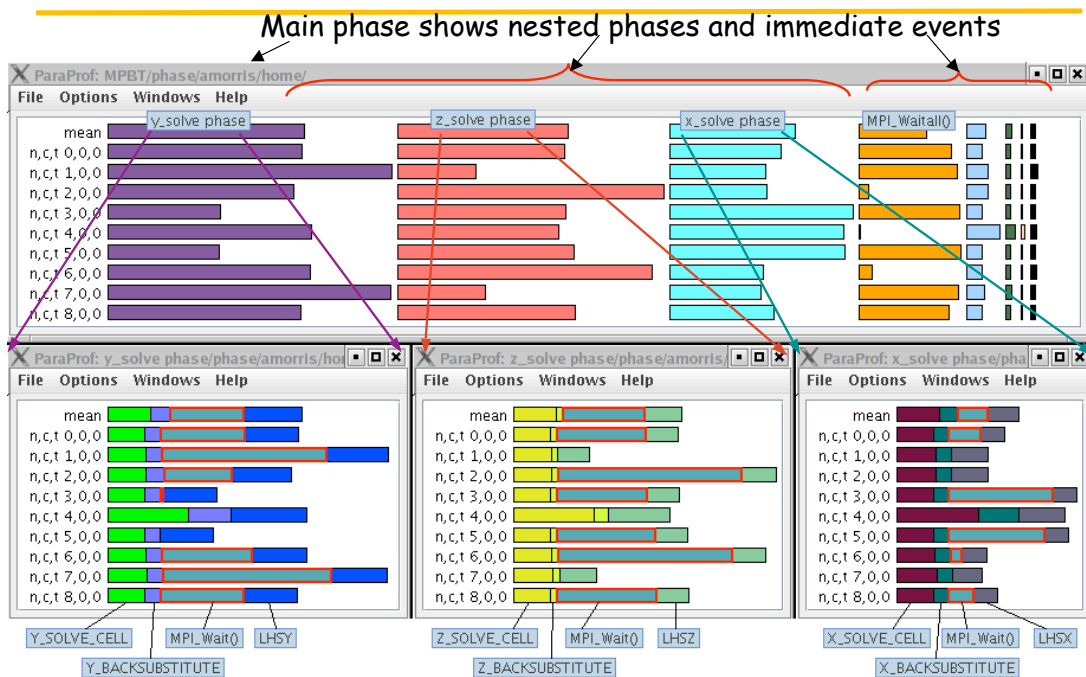 Main phase shows nested phases and immediate events
ParaProf: MPBT/phase/amorris/home/
File Options Windows Help
y_solve phase z_solve phase x_solve phase MPI_Waitall()
mean
n,c,t 0,0,0
n,c,t 1,0,0
n,c,t 2,0,0
n,c,t 3,0,0
n,c,t 4,0,0
n,c,t 5,0,0
n,c,t 6,0,0
n,c,t 7,0,0
n,c,t 8,0,0
ParaProf: y_solve phase/phase/amorris/hor
File Options Windows Help
mean
n,c,t 0,0,0
n,c,t 1,0,0
n,c,t 2,0,0
n,c,t 3,0,0
n,c,t 4,0,0
n,c,t 5,0,0
n,c,t 6,0,0
n,c,t 7,0,0
n,c,t 8,0,0
Y_SOLVE_CELL MPI_Wait() LHSY
Y_BACKSUBSTITUTE
ParaProf: z_solve phase/phase/amorris/
File Options Windows Help
mean
n,c,t 0,0,0
n,c,t 1,0,0
n,c,t 2,0,0
n,c,t 3,0,0
n,c,t 4,0,0
n,c,t 5,0,0
n,c,t 6,0,0
n,c,t 7,0,0
n,c,t 8,0,0
Z_SOLVE_CELL MPI_Wait() LHSZ
Z_BACKSUBSTITUTE
ParaProf: x_solve phase/pha
File Options Windows Help
mean
n,c,t 0,0,0
n,c,t 1,0,0
n,c,t 2,0,0
n,c,t 3,0,0
n,c,t 4,0,0
n,c,t 5,0,0
n,c,t 6,0,0
n,c,t 7,0,0
n,c,t 8,0,0
X_SOLVE_CELL MPI_Wait() LHSX
X_BACKSUBSTITUTE